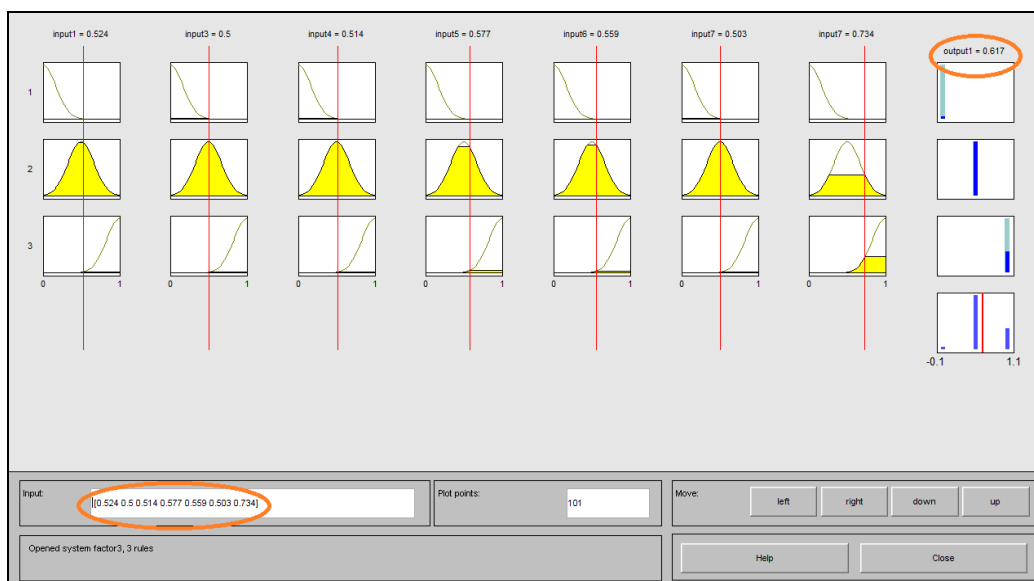 input1 = 0.524 input3 = 0.5 input4 = 0.514 input5 = 0.577 input6 = 0.559 input7 = 0.503 input7 = 0.734 output1 = 0.617
1
2
3
0 1 0 1 0 1 0 1 0 1 0 1 0 1
-0.1 1.1
Input: [[0.524 0.5 0.514 0.577 0.559 0.503 0.734] Plot points: 101 Move: left right down up
Opened system factor3, 3 rules Help Close